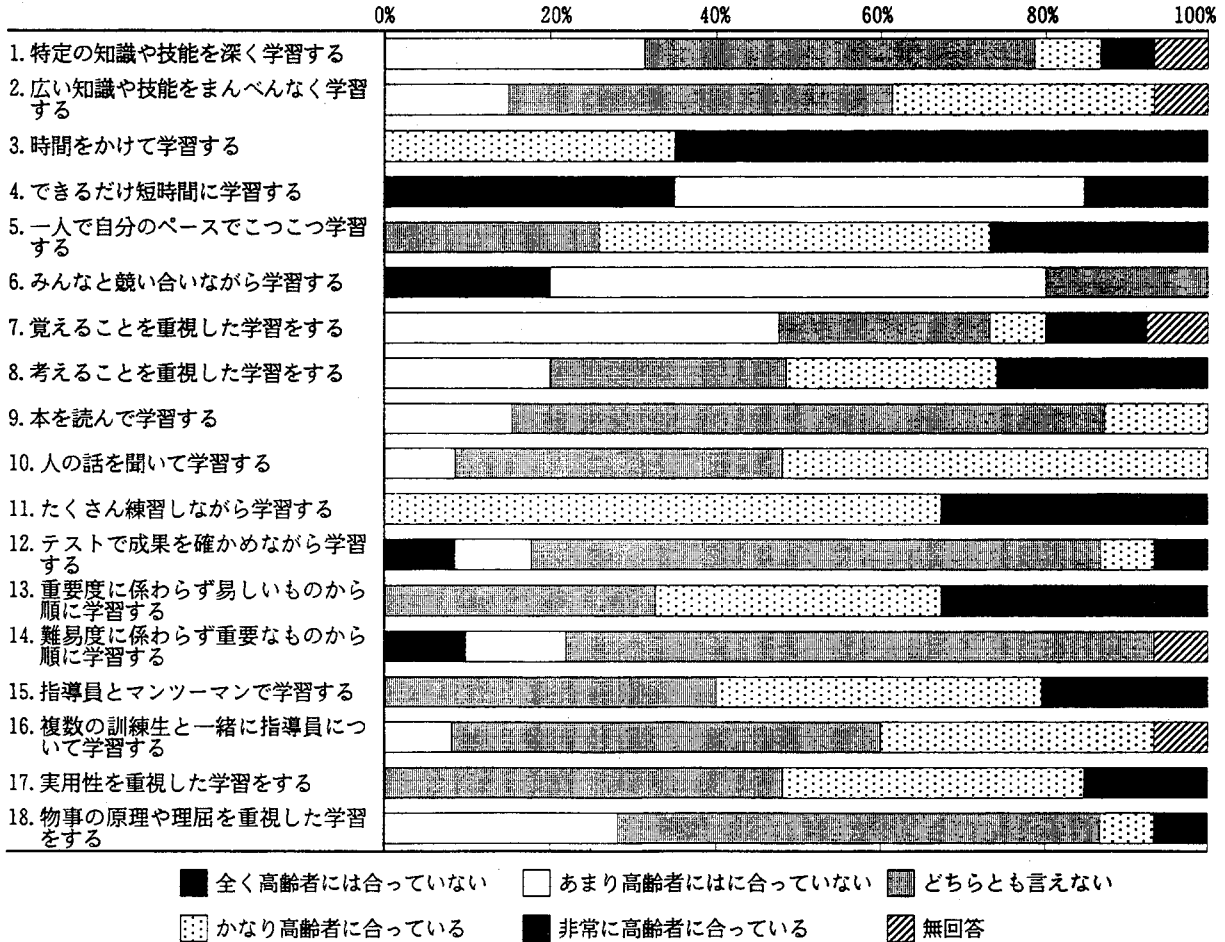 0% 20% 40% 60% 80% 100%
1. 特定の知識や技能を深く学習する
2. 広い知識や技能をまんべんなく学習
する
3. 時間をかけて学習する
4. できるだけ短時間に学習する
5. 一人で自分のペースでこつこつ学習
する
6. みんなと競い合いながら学習する
7. 覚えることを重視した学習をする
8. 考えることを重視した学習をする
9. 本を読んで学習する
10. 人の話を聞いて学習する
11. たくさん練習しながら学習する
12. テストで成果を確かめながら学習
する
13. 重要度に係わらず易しいものから
順に学習する
14. 難易度に係わらず重要なものから
順に学習する
15. 指導員とマンツーマンで学習する
16. 複数の訓練生と一緒に指導員につ
いて学習する
17. 実用性を重視した学習をする
18. 物事の原理や理屈を重視した学習
をする
全く高齢者には合っていない あまり高齢者にはに合っていない どちらとも言えない
かなり高齢者に合っている 非常に高齢者に合っている 無回答